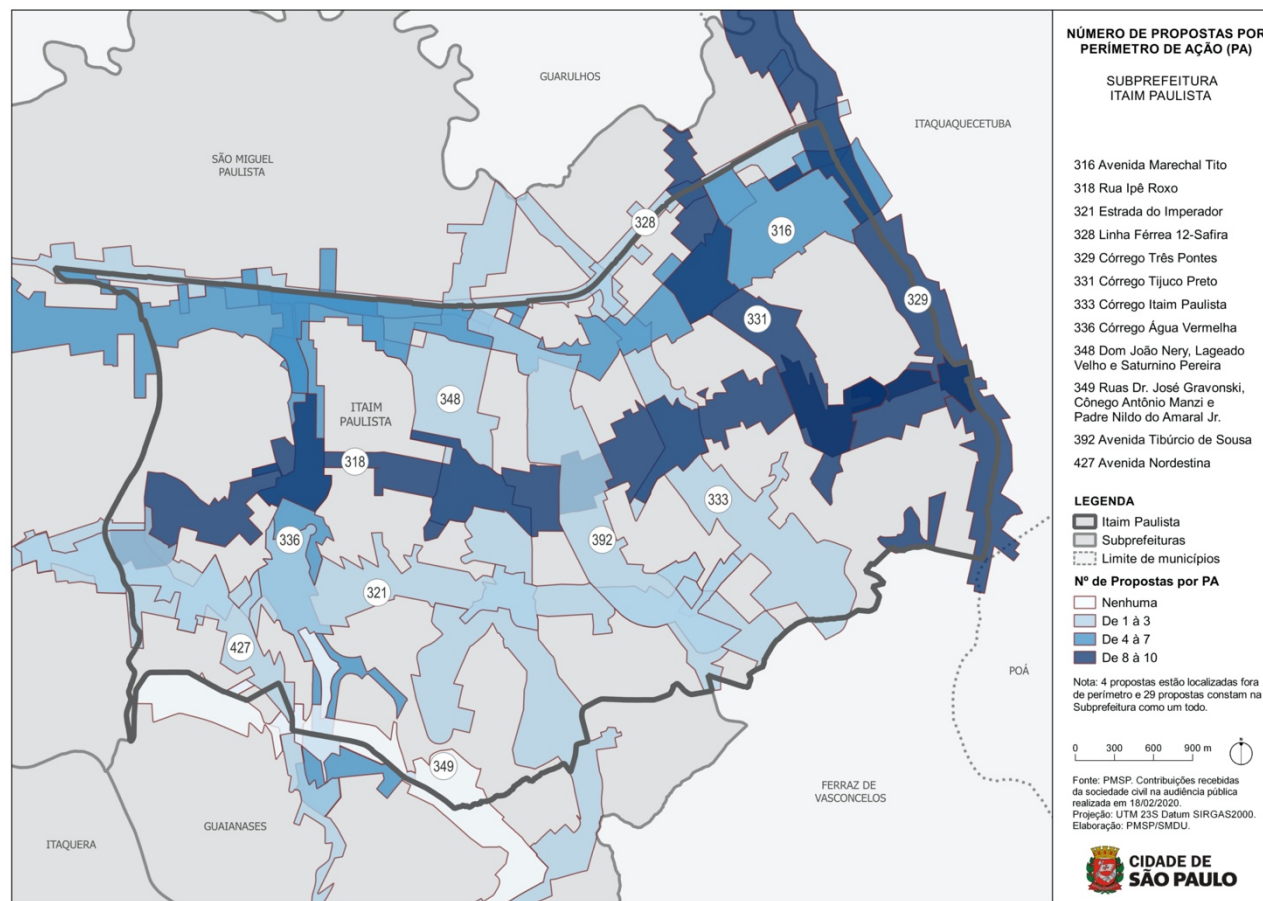 GUARULHOS
ITAQUAQUECETUBA
SÃO MIGUEL
PAULISTA
328
316
329
331
ITAIM
PAULISTA
348
318
333
336
392
321
427
349
POÁ
FERRAZ DE
VASCONCELOS
GUAIANASES
ITAQUERA
NÚMERO DE PROPOSTAS POR
PERÍMETRO DE AÇÃO (PA)
SUBPREFEITURA
ITAIM PAULISTA
316 Avenida Marechal Tito
318 Rua Ipê Roxo
321 Estrada do Imperador
328 Linha Férrea 12-Safira
329 Córrego Três Pontes
331 Córrego Tijuco Preto
333 Córrego Itaim Paulista
336 Córrego Água Vermelha
348 Dom João Nery, Lageado
Velho e Saturnino Pereira
349 Ruas Dr. José Gravonski,
Cônego Antônio Manzi e
Padre Nildo do Amaral Jr.
392 Avenida Tibúrcio de Sousa
427 Avenida Nordestina
LEGENDA
Itaim Paulista
Subprefeituras
Limite de municípios
Nº de Propostas por PA
Nenhuma
De 1 à 3
De 4 à 7
De 8 à 10
Nota: 4 propostas estão localizadas fora
de perímetro e 29 propostas constam na
Subprefeitura como um todo.
0 300 600 900 m
N
Fonte: PMSP. Contribuições recebidas
da sociedade civil na audiência pública
realizada em 18/02/2020.
Projeção: UTM 23S Datum SIRGAS2000.
Elaboração: PMSP/SMDU.
CIDADE DE
SÃO PAULO